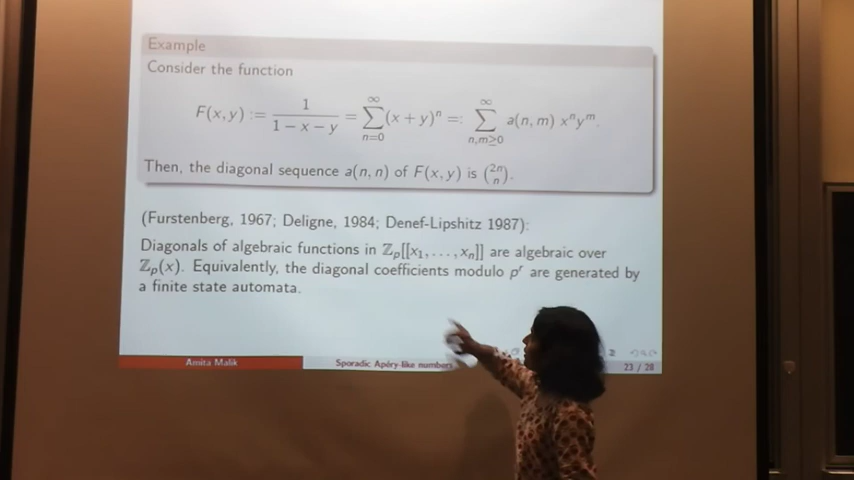 Example
Consider the function
F(x, y) := 1 / (1 − x − y) = ∑_{n=0}^{∞} (x + y)^n =: ∑_{n,m≥0}^{∞} a(n, m) x^n y^m.
Then, the diagonal sequence a(n, n) of F(x, y) is (2n n).
(Furstenberg, 1967; Deligne, 1984; Denef-Lipshitz 1987):
Diagonals of algebraic functions in ℤ_p[[x_1, . . . , x_n]] are algebraic over
ℤ_p(x). Equivalently, the diagonal coefficients modulo p^r are generated by
a finite state automata.
Amita Malik Sporadic Apéry-like numbers 23 / 28